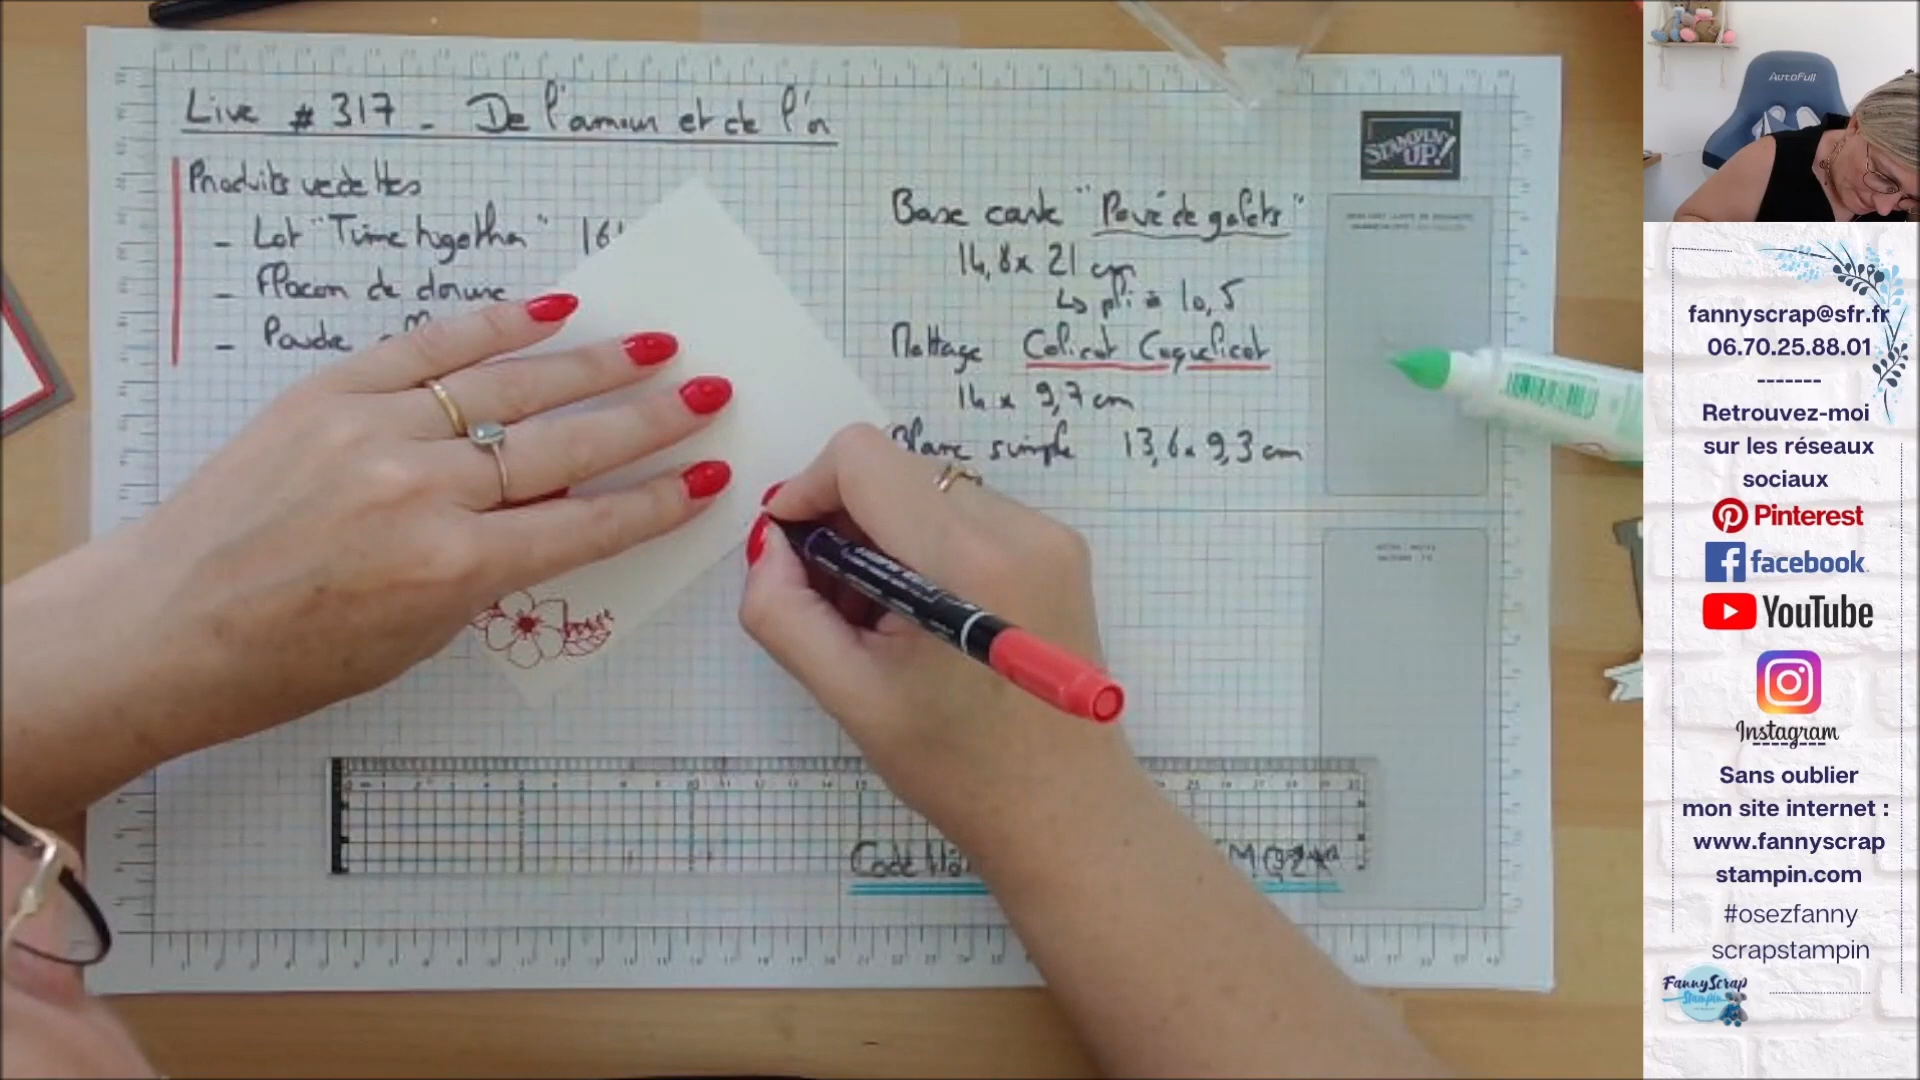 Live # 317 - De l'amour et de l'or
Produits vedettes
- Lot "Time together" 16
- Flacon de dorure
- Poudre
Base carte "Pavé de galets"
14,8 x 21 cm
↳ pli à 10,5
Mattage Calicot Coquelicot
14 x 9,7 cm
Blanc simple 13,6 x 9,3 cm
Code
STAMPIN' UP!
AutoFull
fannyscrap@sfr.fr
06.70.25.88.01
-------
Retrouvez-moi
sur les réseaux
sociaux
Pinterest
facebook
YouTube
Instagram
-------
Sans oublier
mon site internet :
www.fannyscrap
stampin.com
#osezfanny
scrapstampin
FannyScrap
Stampin